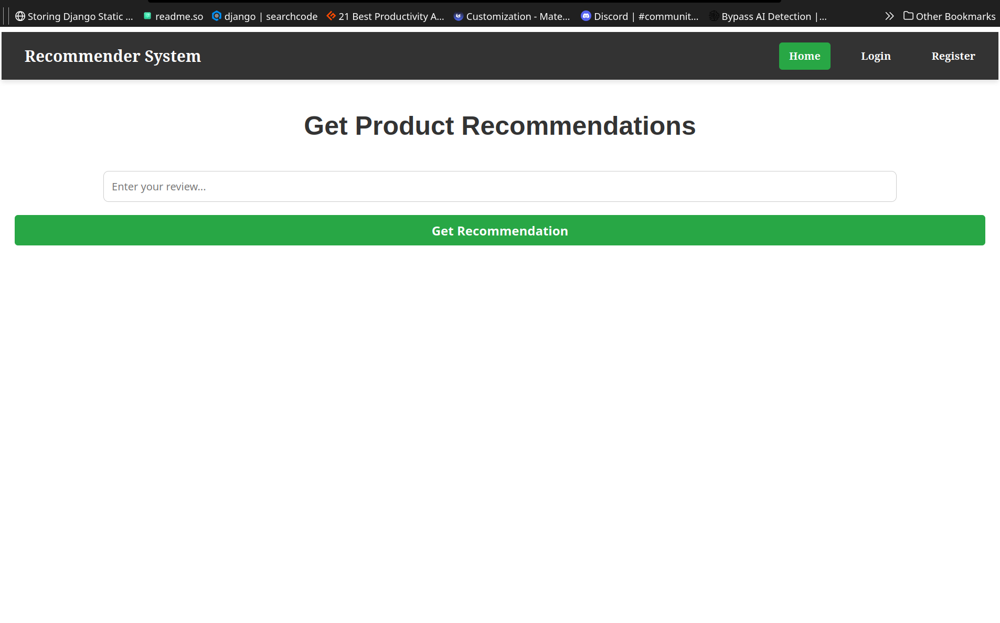 Storing Django Static ... readme.so django | searchcode 21 Best Productivity A... Customization - Mate... Discord | #communit... Bypass AI Detection |... Other Bookmarks
Recommender System Home Login Register
Get Product Recommendations
Enter your review...
Get Recommendation